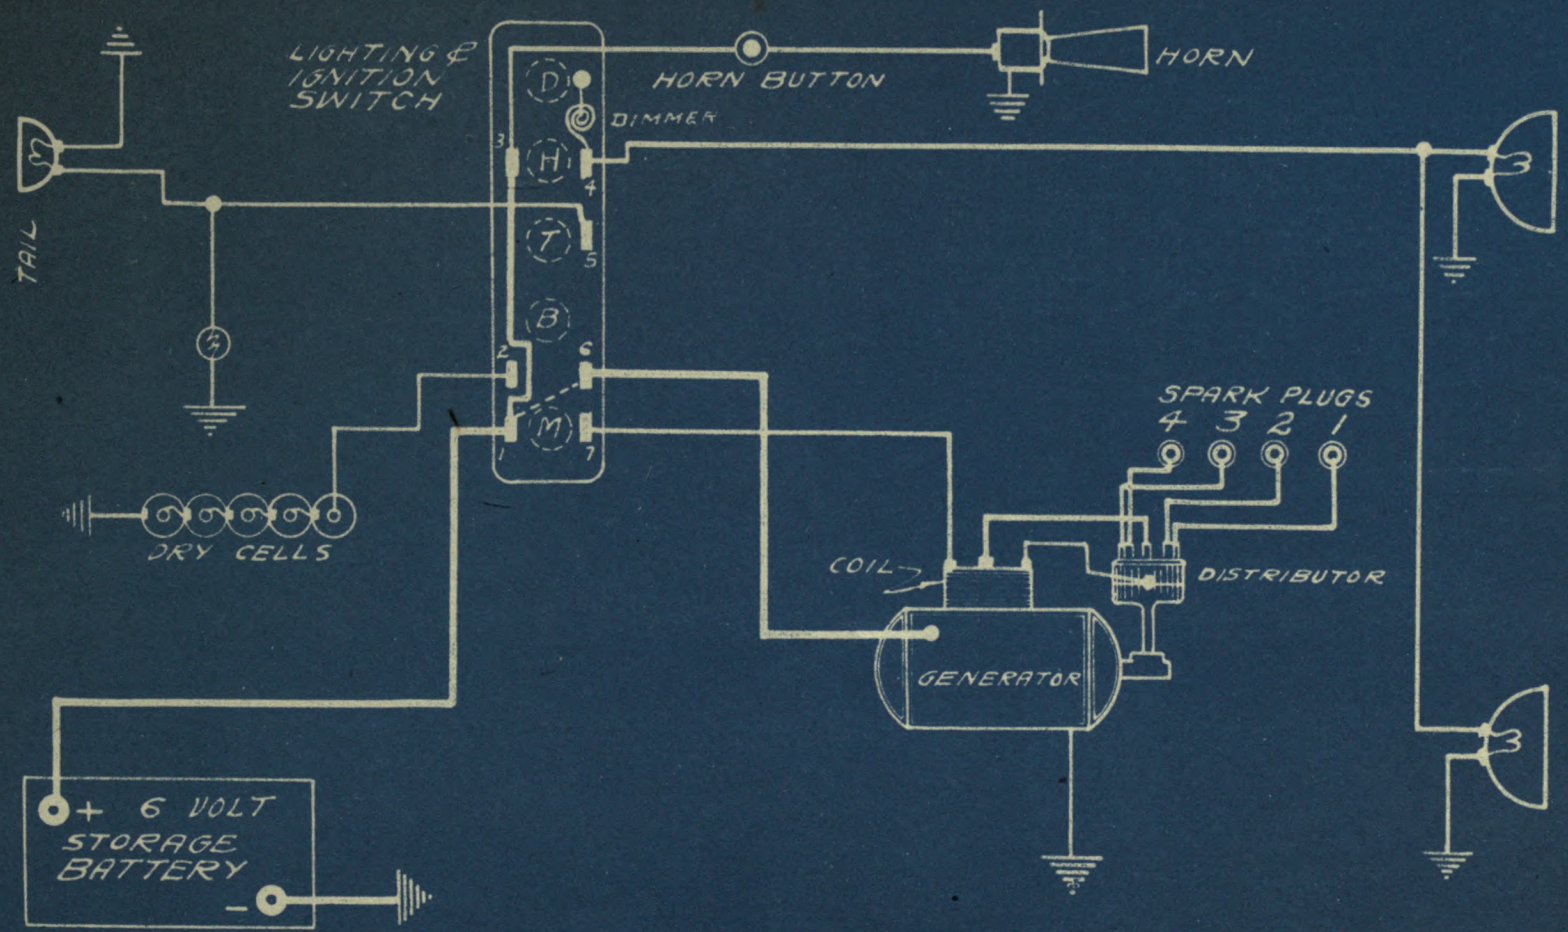 LIGHTING &
IGNITION
SWITCH
D
HORN BUTTON
HORN
DIMMER
3
H
4
TAIL
T
5
B
2
6
M
1
7
SPARK PLUGS
4 3 2 1
DRY CELLS
COIL
DISTRIBUTOR
GENERATOR
+ 6 VOLT
STORAGE
BATTERY
-